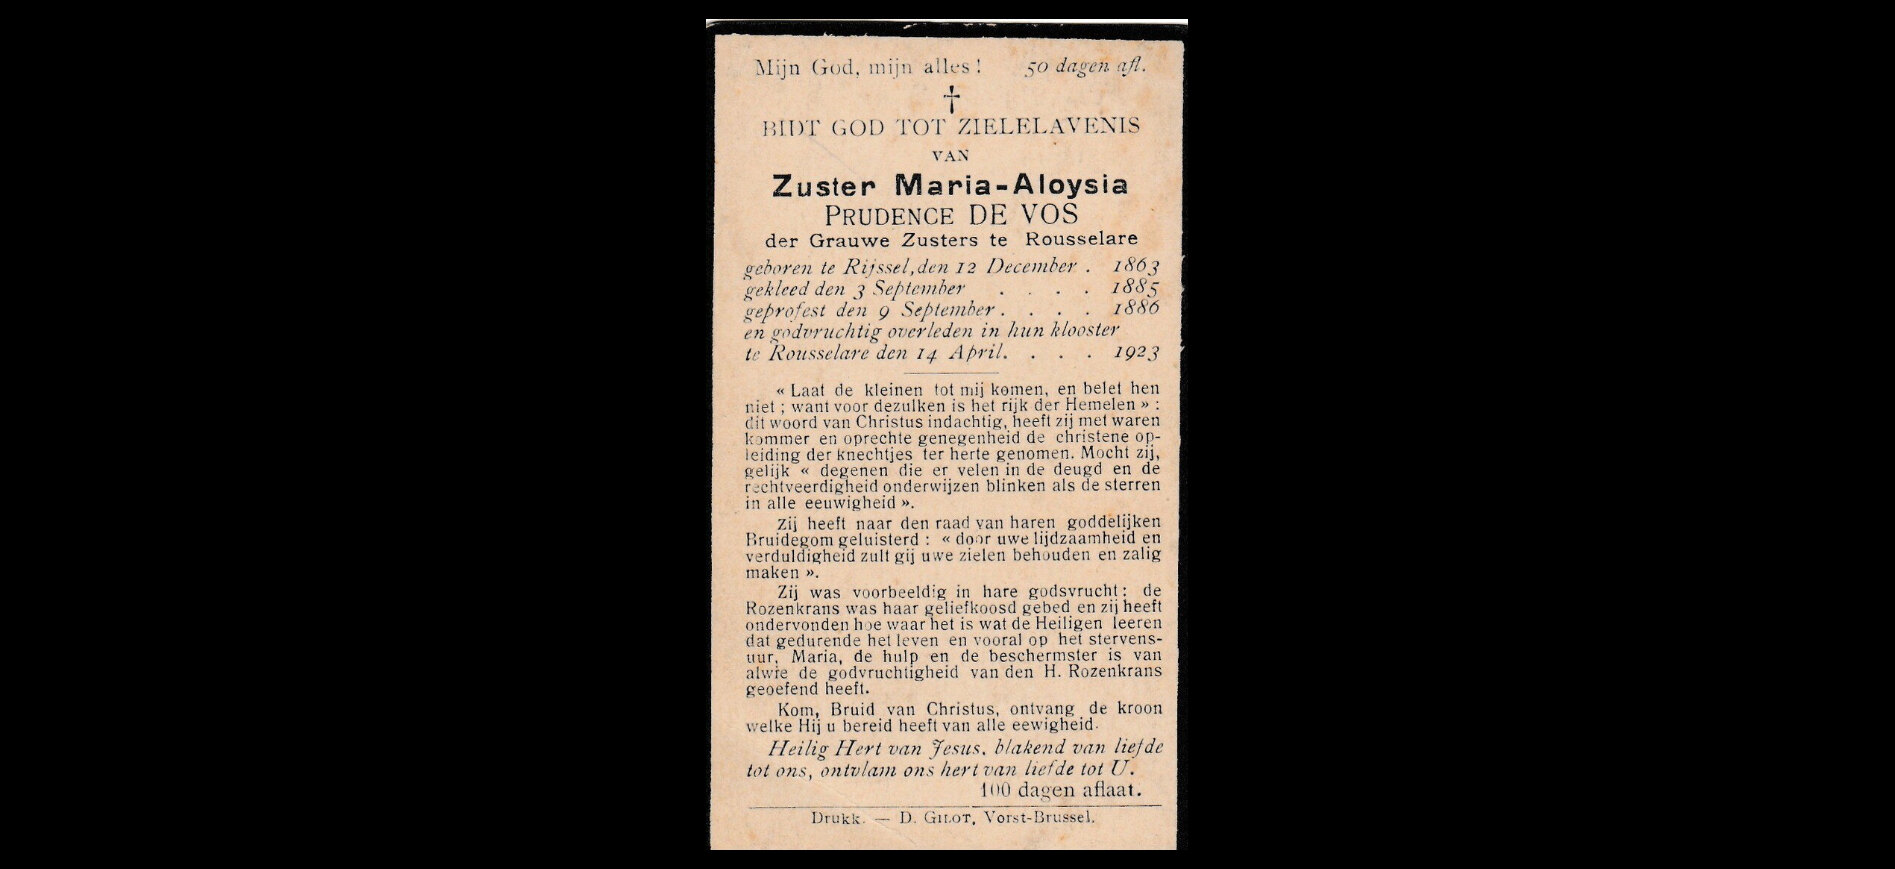 Mijn God, mijn alles ! 50 dagen afl.
†
BIDT GOD TOT ZIELELAVENIS
VAN
Zuster Maria-Aloysia
PRUDENCE DE VOS
der Grauwe Zusters te Rousselare
geboren te Rijssel, den 12 December . 1863
gekleed den 3 September . . . . 1885
geprofest den 9 September . . . . 1886
en godvruchtig overleden in hun klooster
te Rousselare den 14 April. . . . 1923
« Laat de kleinen tot mij komen, en belet hen
niet ; want voor dezulken is het rijk der Hemelen » :
dit woord van Christus indachtig, heeft zij met waren
kommer en oprechte genegenheid de christene op-
leiding der knechtjes ter herte genomen. Mocht zij,
gelijk « degenen die er velen in de deugd en de
rechtveerdigheid onderwijzen blinken als de sterren
in alle eeuwigheid ».
Zij heeft naar den raad van haren goddelijken
Bruidegom geluisterd : « door uwe lijdzaamheid en
verduldigheid zult gij uwe zielen behouden en zalig
maken ».
Zij was voorbeeldig in hare godsvrucht : de
Rozenkrans was haar geliefkoosd gebed en zij heeft
ondervonden hoe waar het is wat de Heiligen leeren
dat gedurende het leven en vooral op het stervens-
uur, Maria, de hulp en de beschermster is van
alwie de godvruchtigheid van den H. Rozenkrans
geoefend heeft.
Kom, Bruid van Christus, ontvang de kroon
welke Hij u bereid heeft van alle eewigheid.
Heilig Hert van Jesus, blakend van liefde
tot ons, ontvlam ons hert van liefde tot U.
100 dagen aflaat.
Drukk. — D. GILOT, Vorst-Brussel.